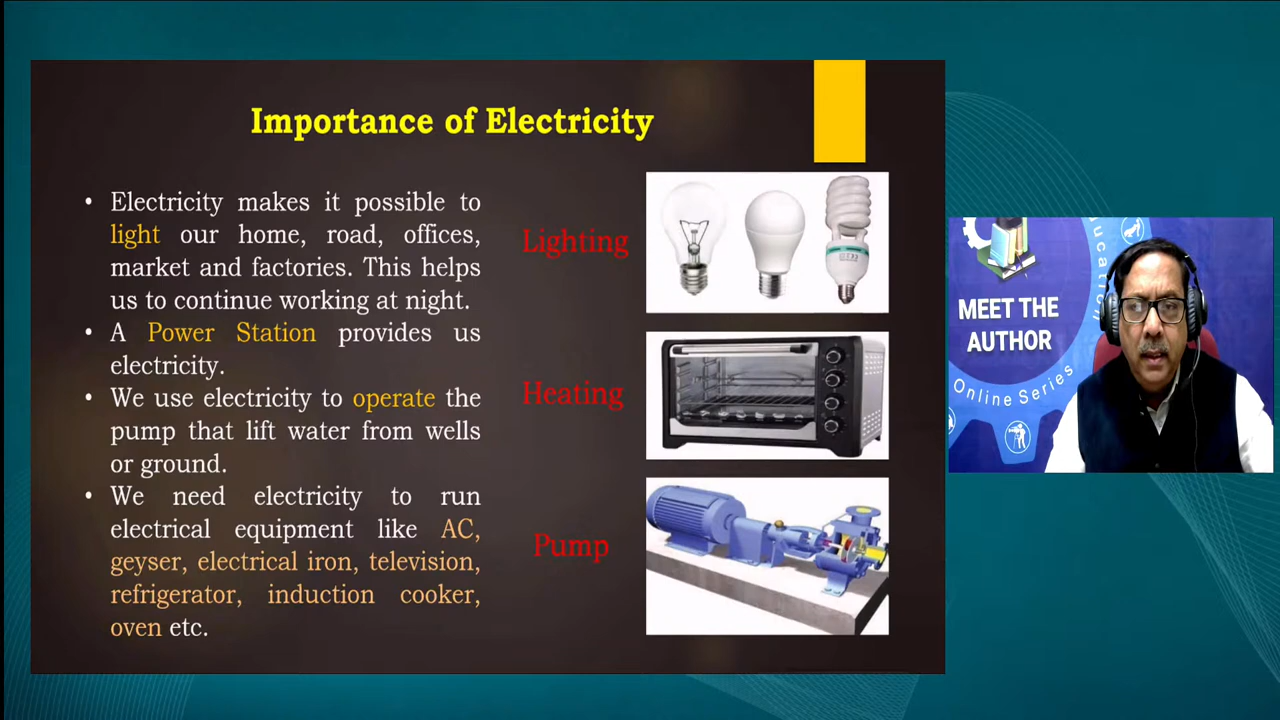 Importance of Electricity
• Electricity makes it possible to
light our home, road, offices,
market and factories. This helps
us to continue working at night.
• A Power Station provides us
electricity.
• We use electricity to operate the
pump that lift water from wells
or ground.
• We need electricity to run
electrical equipment like AC,
geyser, electrical iron, television,
refrigerator, induction cooker,
oven etc.
Lighting
Heating
Pump
MEET THE
AUTHOR
Online Series